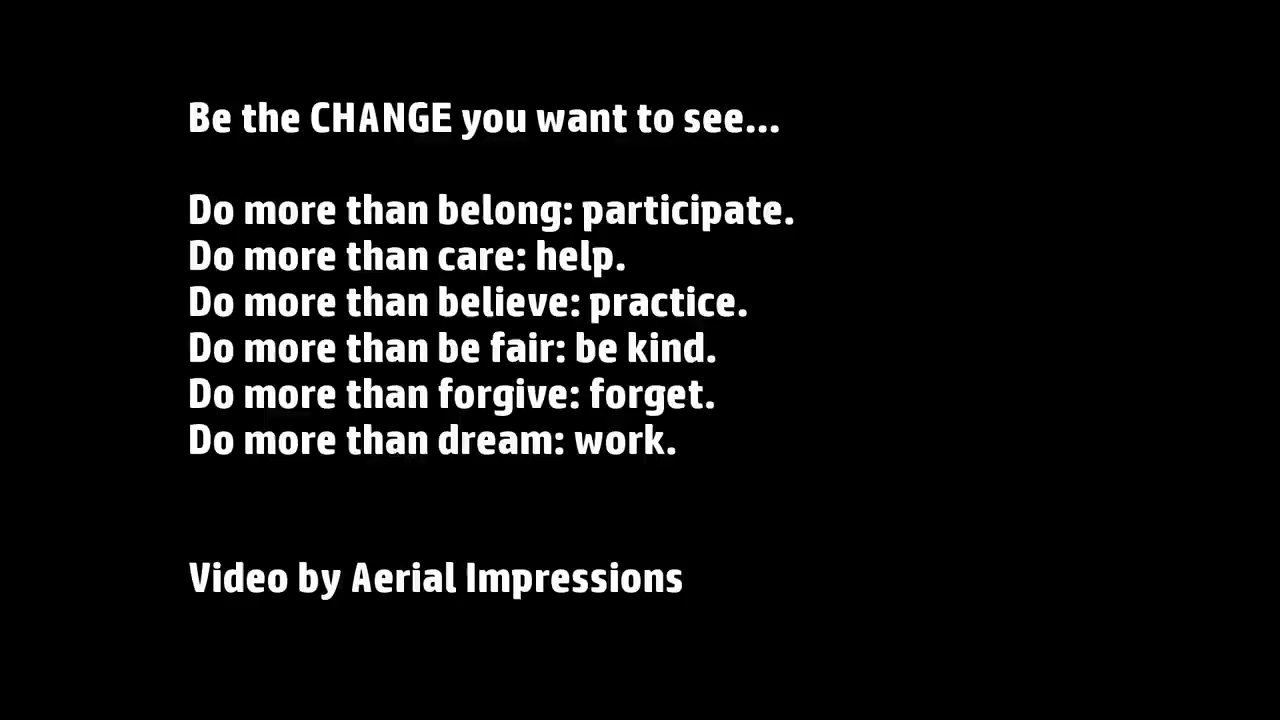 Be the CHANGE you want to see...
Do more than belong: participate.
Do more than care: help.
Do more than believe: practice.
Do more than be fair: be kind.
Do more than forgive: forget.
Do more than dream: work.
Video by Aerial Impressions